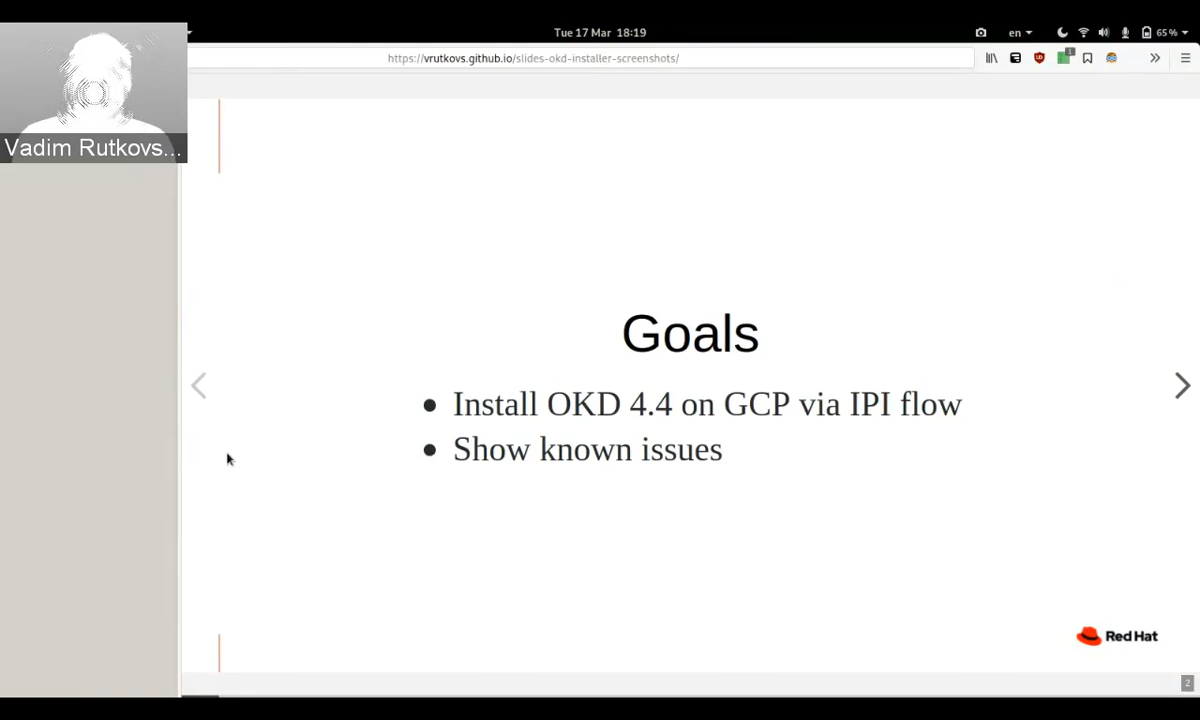 Tue 17 Mar 18:19
en
65%
https://vrutkovs.github.io/slides-okd-installer-screenshots/
1
Vadim Rutkovs...
Goals
Install OKD 4.4 on GCP via IPI flow
Show known issues
Red Hat
2